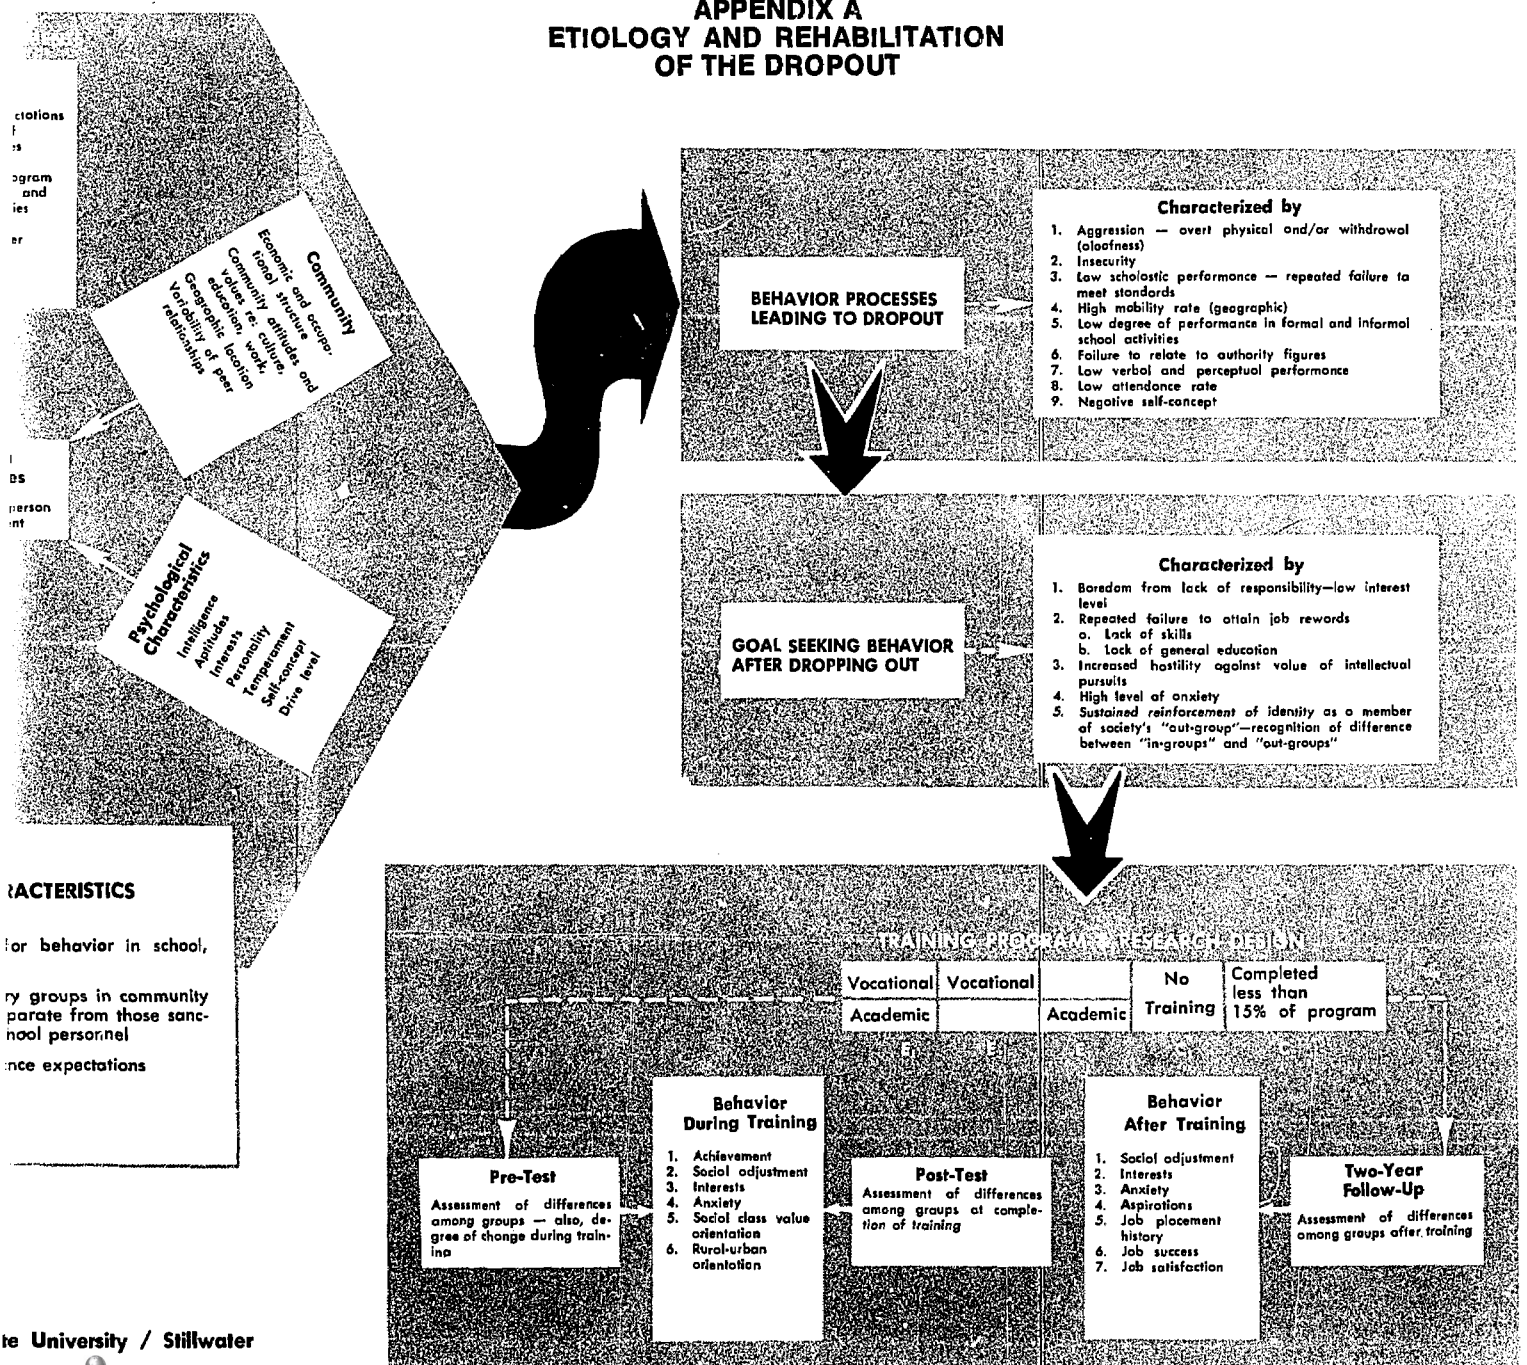 APPENDIX A
ETIOLOGY AND REHABILITATION
OF THE DROPOUT
and
Community
Economic and occupa-
tional structure
Community attitudes and
values re: culture,
education, work,
Geographic location
Variability of peer
relationships
person
Psychological
Characteristics
Intelligence
Aptitudes
Interests
Personality
Temperament
Self-concept
Drive level
RACTERISTICS
or behavior in school,
ry groups in community
parate from those sanc-
hool personnel
nce expectations
te University / Stillwater
BEHAVIOR PROCESSES
LEADING TO DROPOUT
Characterized by
1. Aggression — overt physical and/or withdrawal
(aloofness)
2. Insecurity
3. Low scholastic performance — repeated failure to
meet standards
4. High mobility rate (geographic)
5. Low degree of performance in formal and informal
school activities
6. Failure to relate to authority figures
7. Low verbal and perceptual performance
8. Low attendance rate
9. Negative self-concept
GOAL SEEKING BEHAVIOR
AFTER DROPPING OUT
Characterized by
1. Boredom from lack of responsibility—low interest
level
2. Repeated failure to attain job rewards
a. Lack of skills
b. Lack of general education
3. Increased hostility against value of intellectual
pursuits
4. High level of anxiety
5. Sustained reinforcement of identity as a member
of society's "out-group"—recognition of difference
between "in-groups" and "out-groups"
TRAINING PROGRAM & RESEARCH DESIGN
Vocational Vocational No Completed
less than
Academic Academic Training 15% of program
E E E C C
Pre-Test
Assessment of differences
among groups — also, de-
gree of change during train-
ing
Behavior
During Training
1. Achievement
2. Social adjustment
3. Interests
4. Anxiety
5. Social class value
orientation
6. Rural-urban
orientation
Post-Test
Assessment of differences
among groups at comple-
tion of training
Behavior
After Training
1. Social adjustment
2. Interests
3. Anxiety
4. Aspirations
5. Job placement
history
6. Job success
7. Job satisfaction
Two-Year
Follow-Up
Assessment of differences
among groups after training